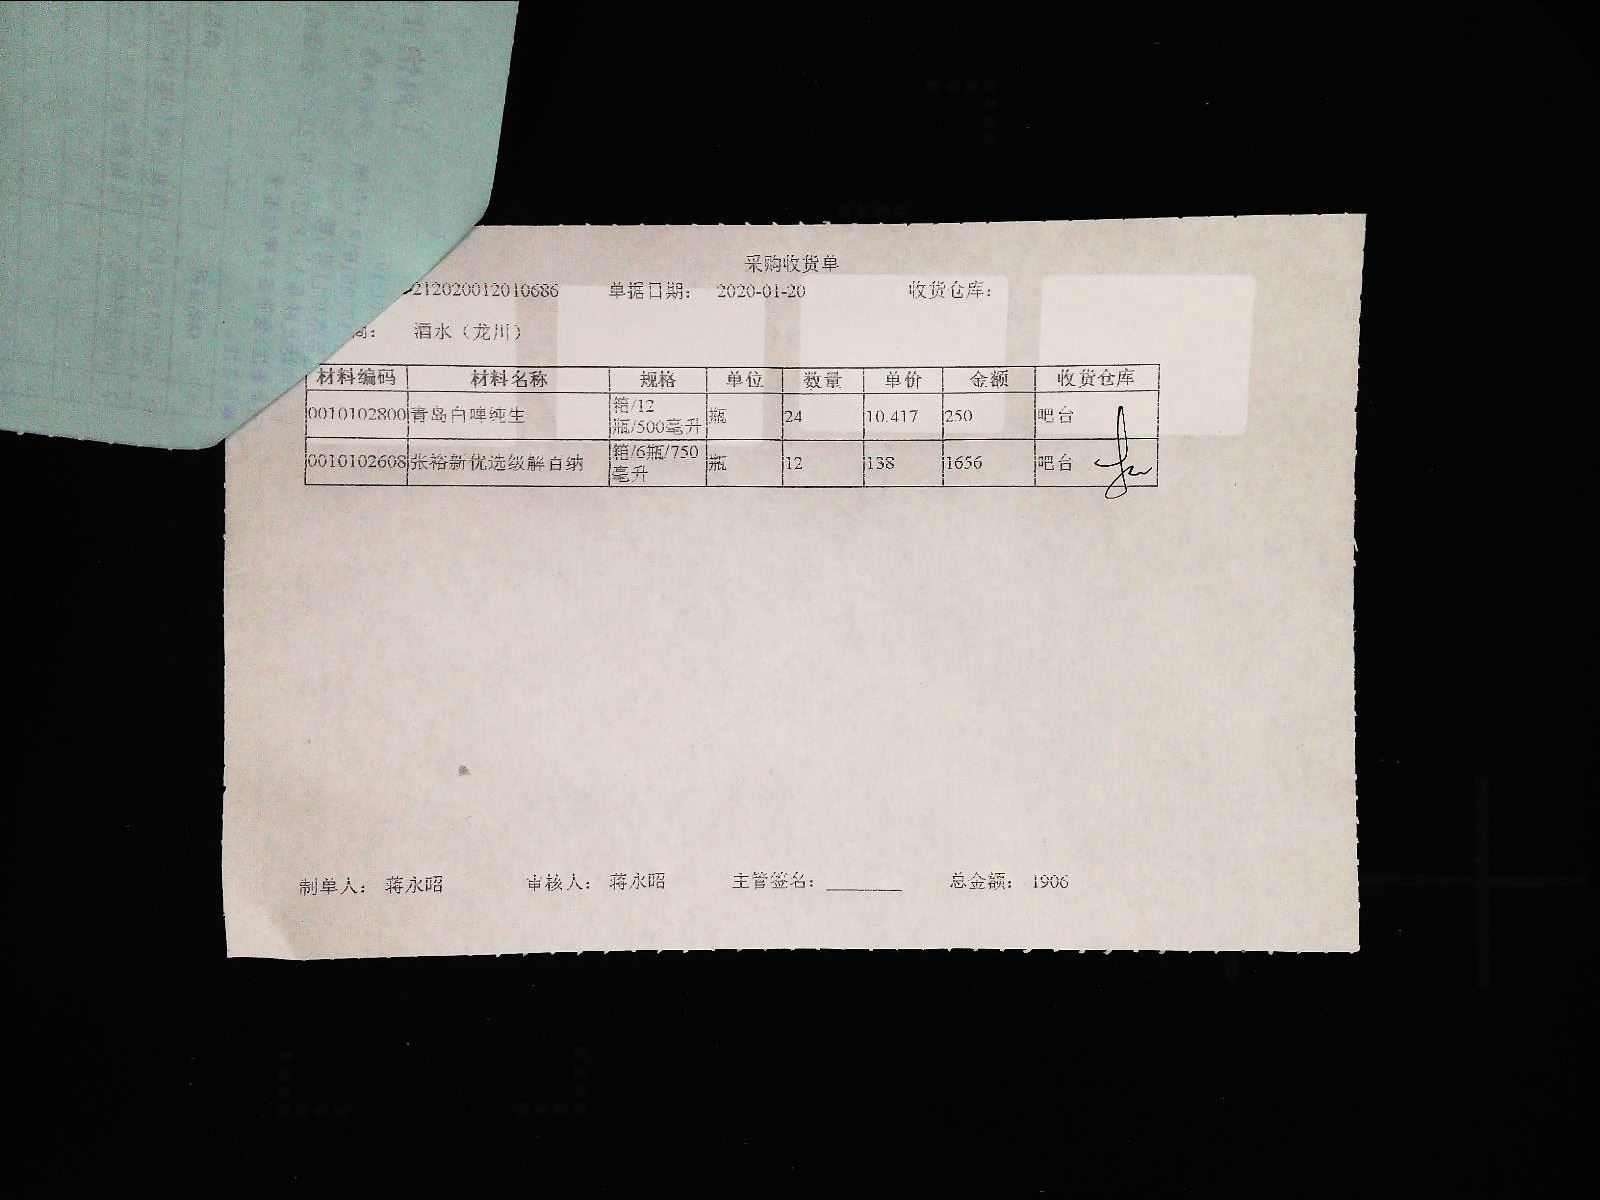 采购收货单
212020012010686 单据日期： 2020-01-20 收货仓库：
商： 酒水（龙川）
材料编码 材料名称 规格 单位 数量 单价 金额 收货仓库
0010102800 青岛白啤纯生 箱/12瓶/500毫升 瓶 24 10.417 250 吧台
0010102608 张裕新优选级解百纳 箱/6瓶/750毫升 瓶 12 138 1656 吧台
制单人： 蒋永昭 审核人： 蒋永昭 主管签名： 总金额： 1906